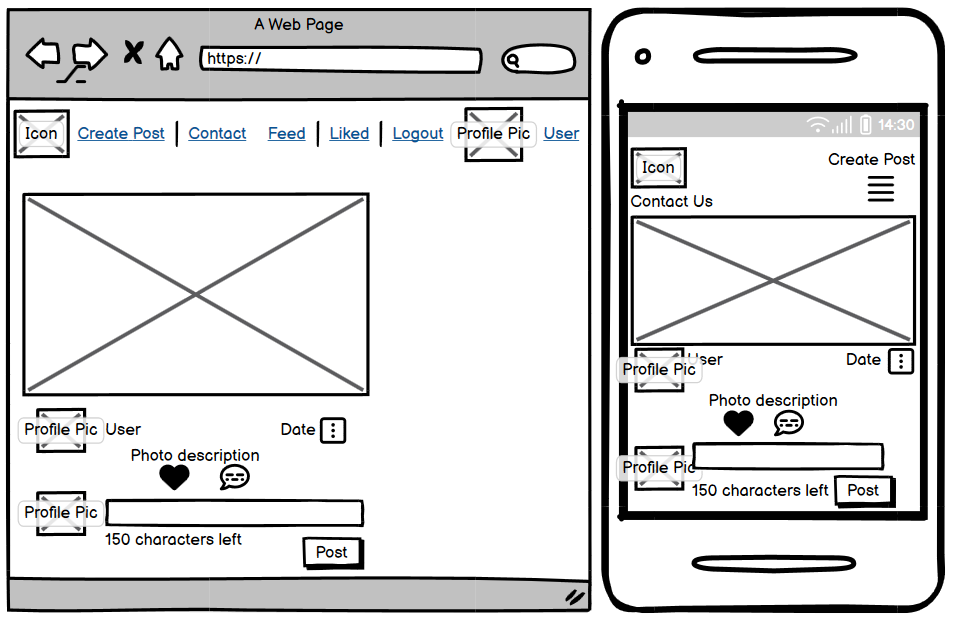 A Web Page
https://
Icon Create Post Contact Feed Liked Logout Profile Pic User
Profile Pic User Date
Photo description
Profile Pic
150 characters left
Post
14:30
Icon Create Post
Contact Us
Profile Pic User Date
Photo description
Profile Pic
150 characters left Post